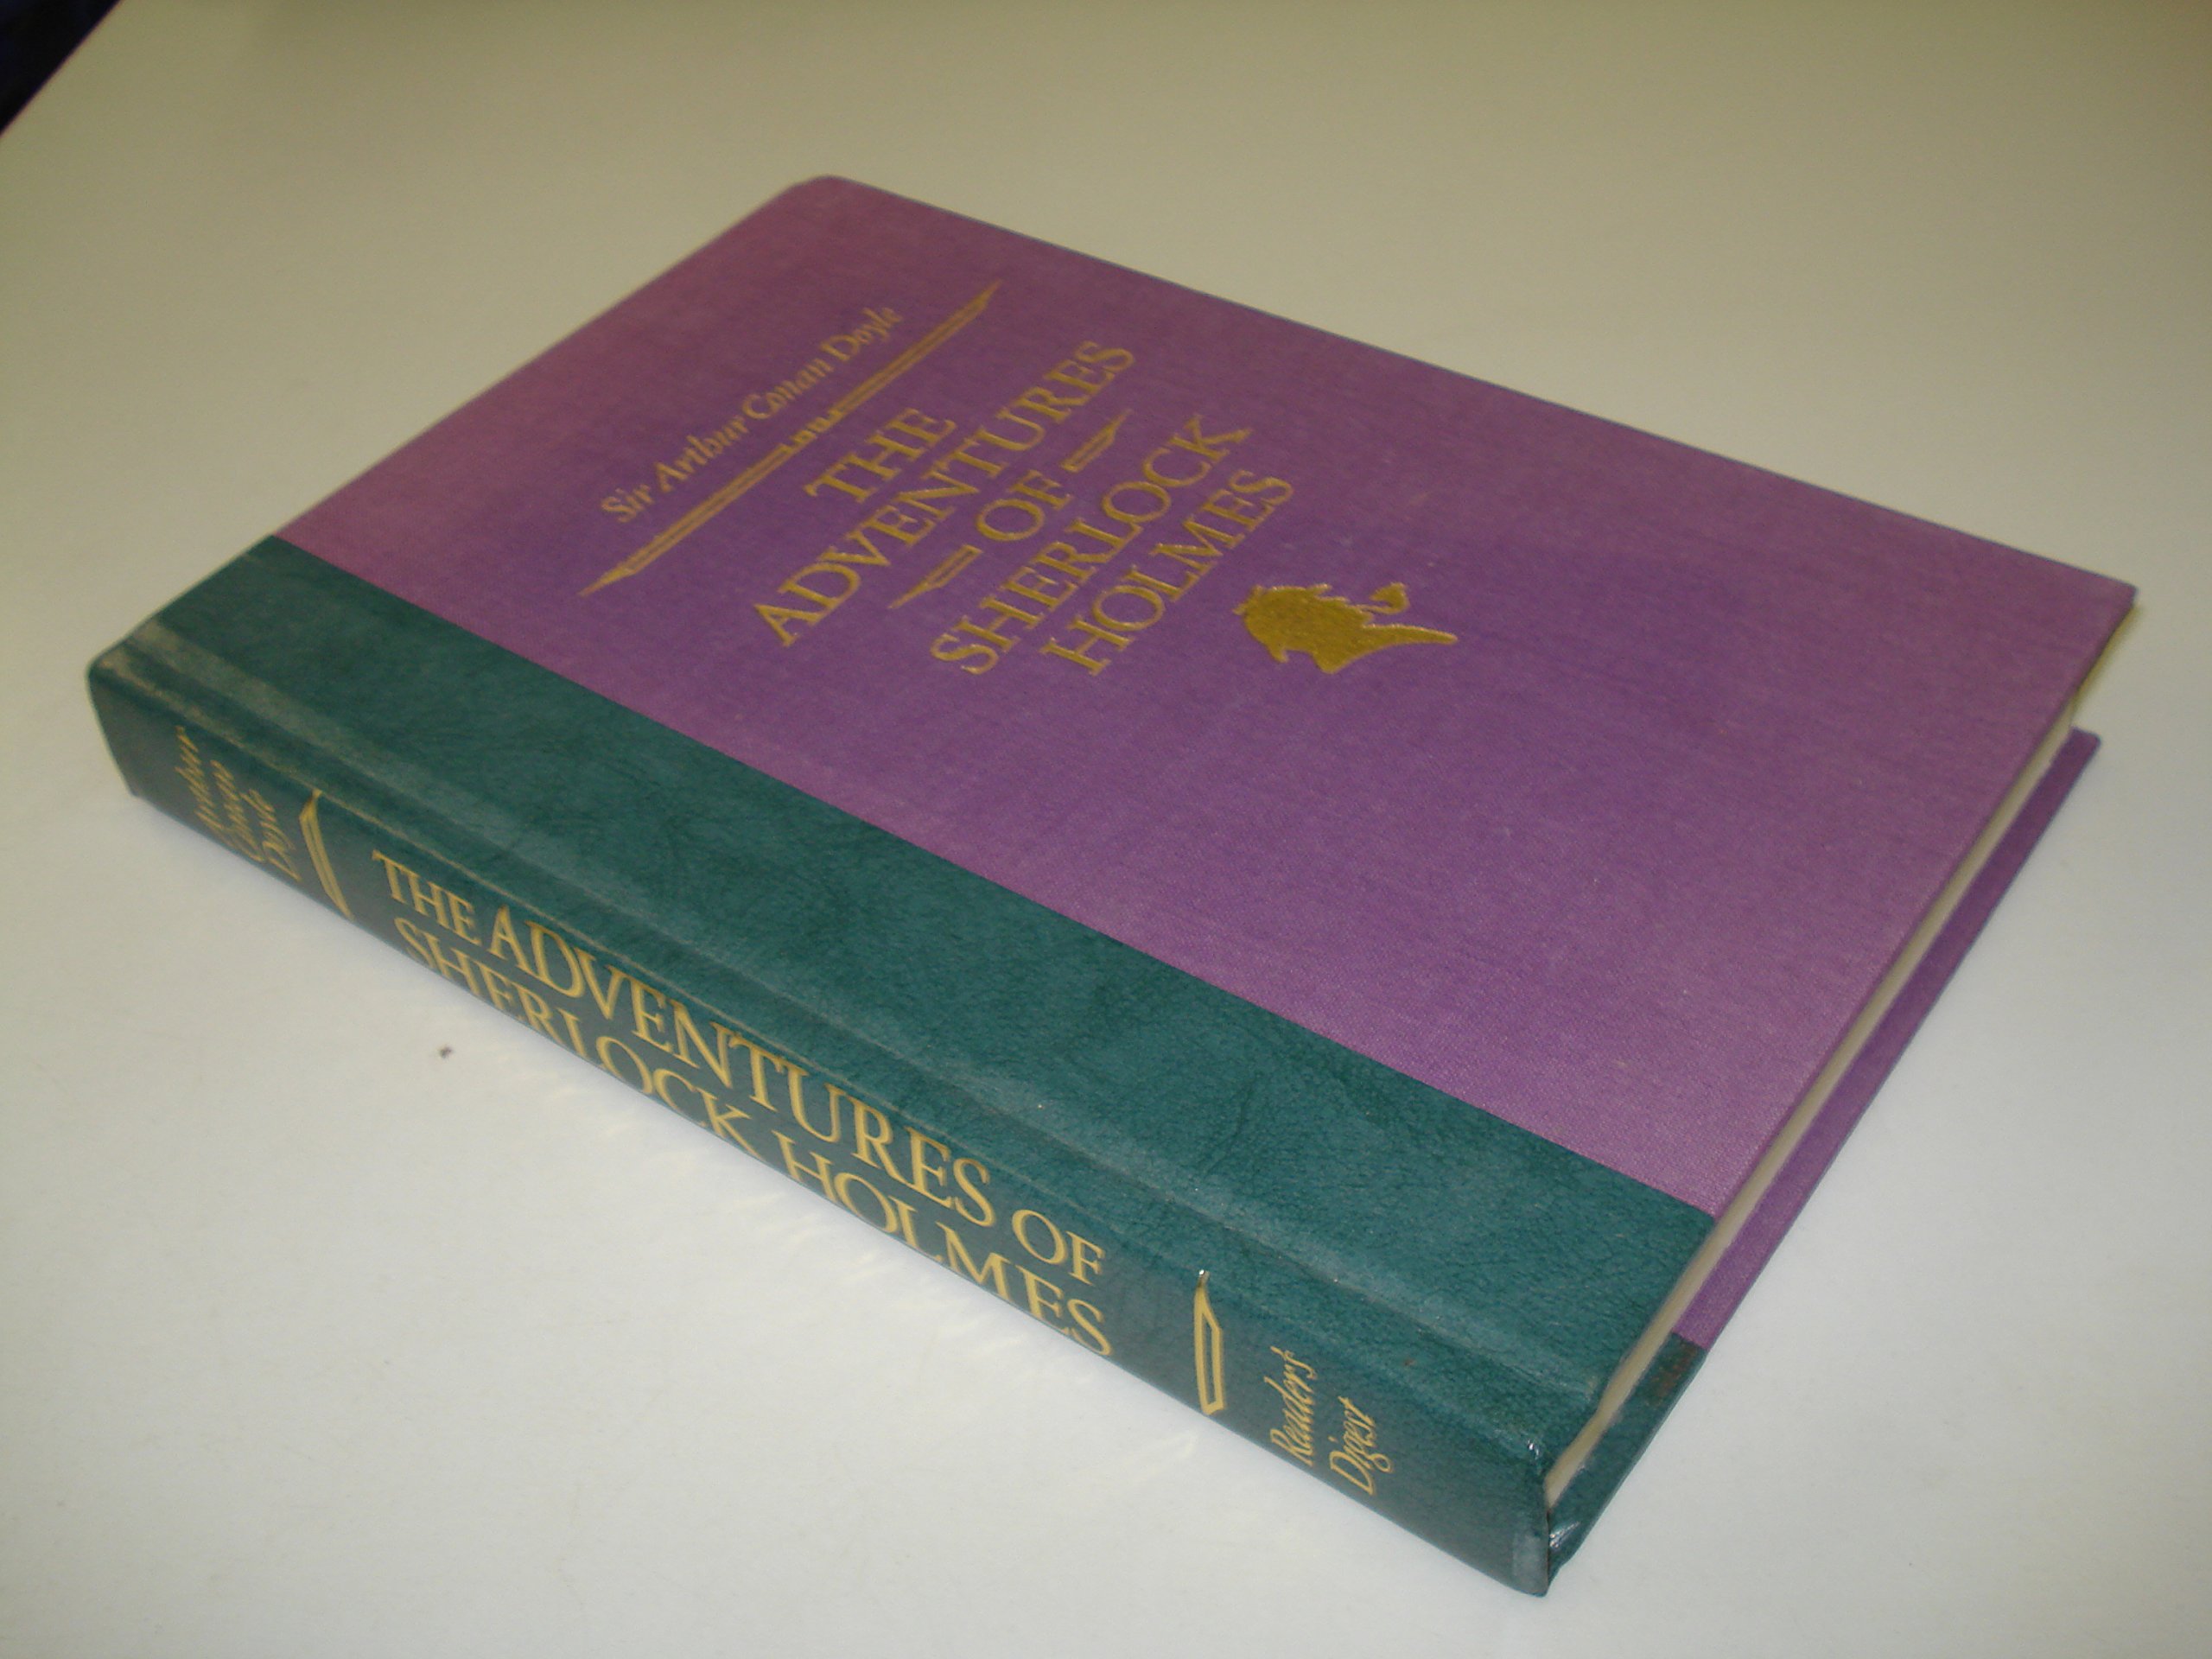 Sir Arthur Conan Doyle
THE
ADVENTURES
OF
SHERLOCK
HOLMES
Arthur
Conan
Doyle
THE ADVENTURES OF
SHERLOCK HOLMES
Reader's
Digest